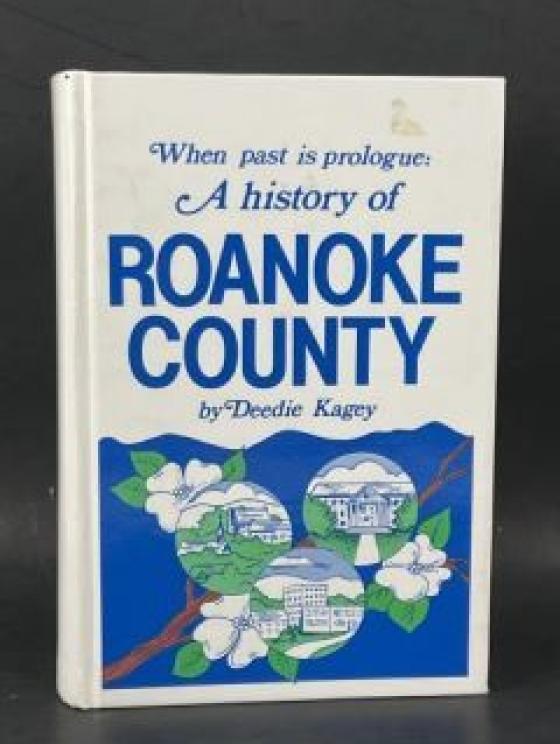 When past is prologue:
A history of
ROANOKE
COUNTY
by Deedie Kagey